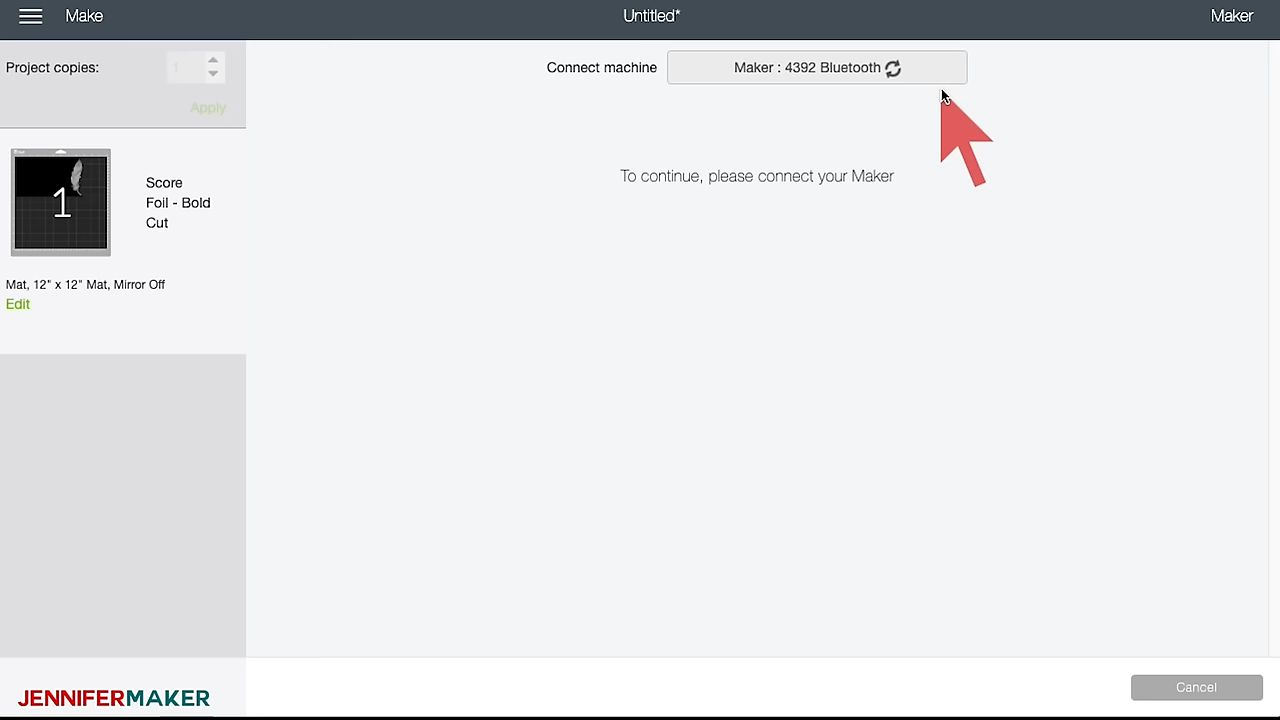 Make
Untitled*
Maker
Project copies:
1
Apply
Connect machine
Maker : 4392 Bluetooth
To continue, please connect your Maker
1
Score
Foil - Bold
Cut
Mat, 12" x 12" Mat, Mirror Off
Edit
JENNIFERMAKER
Cancel